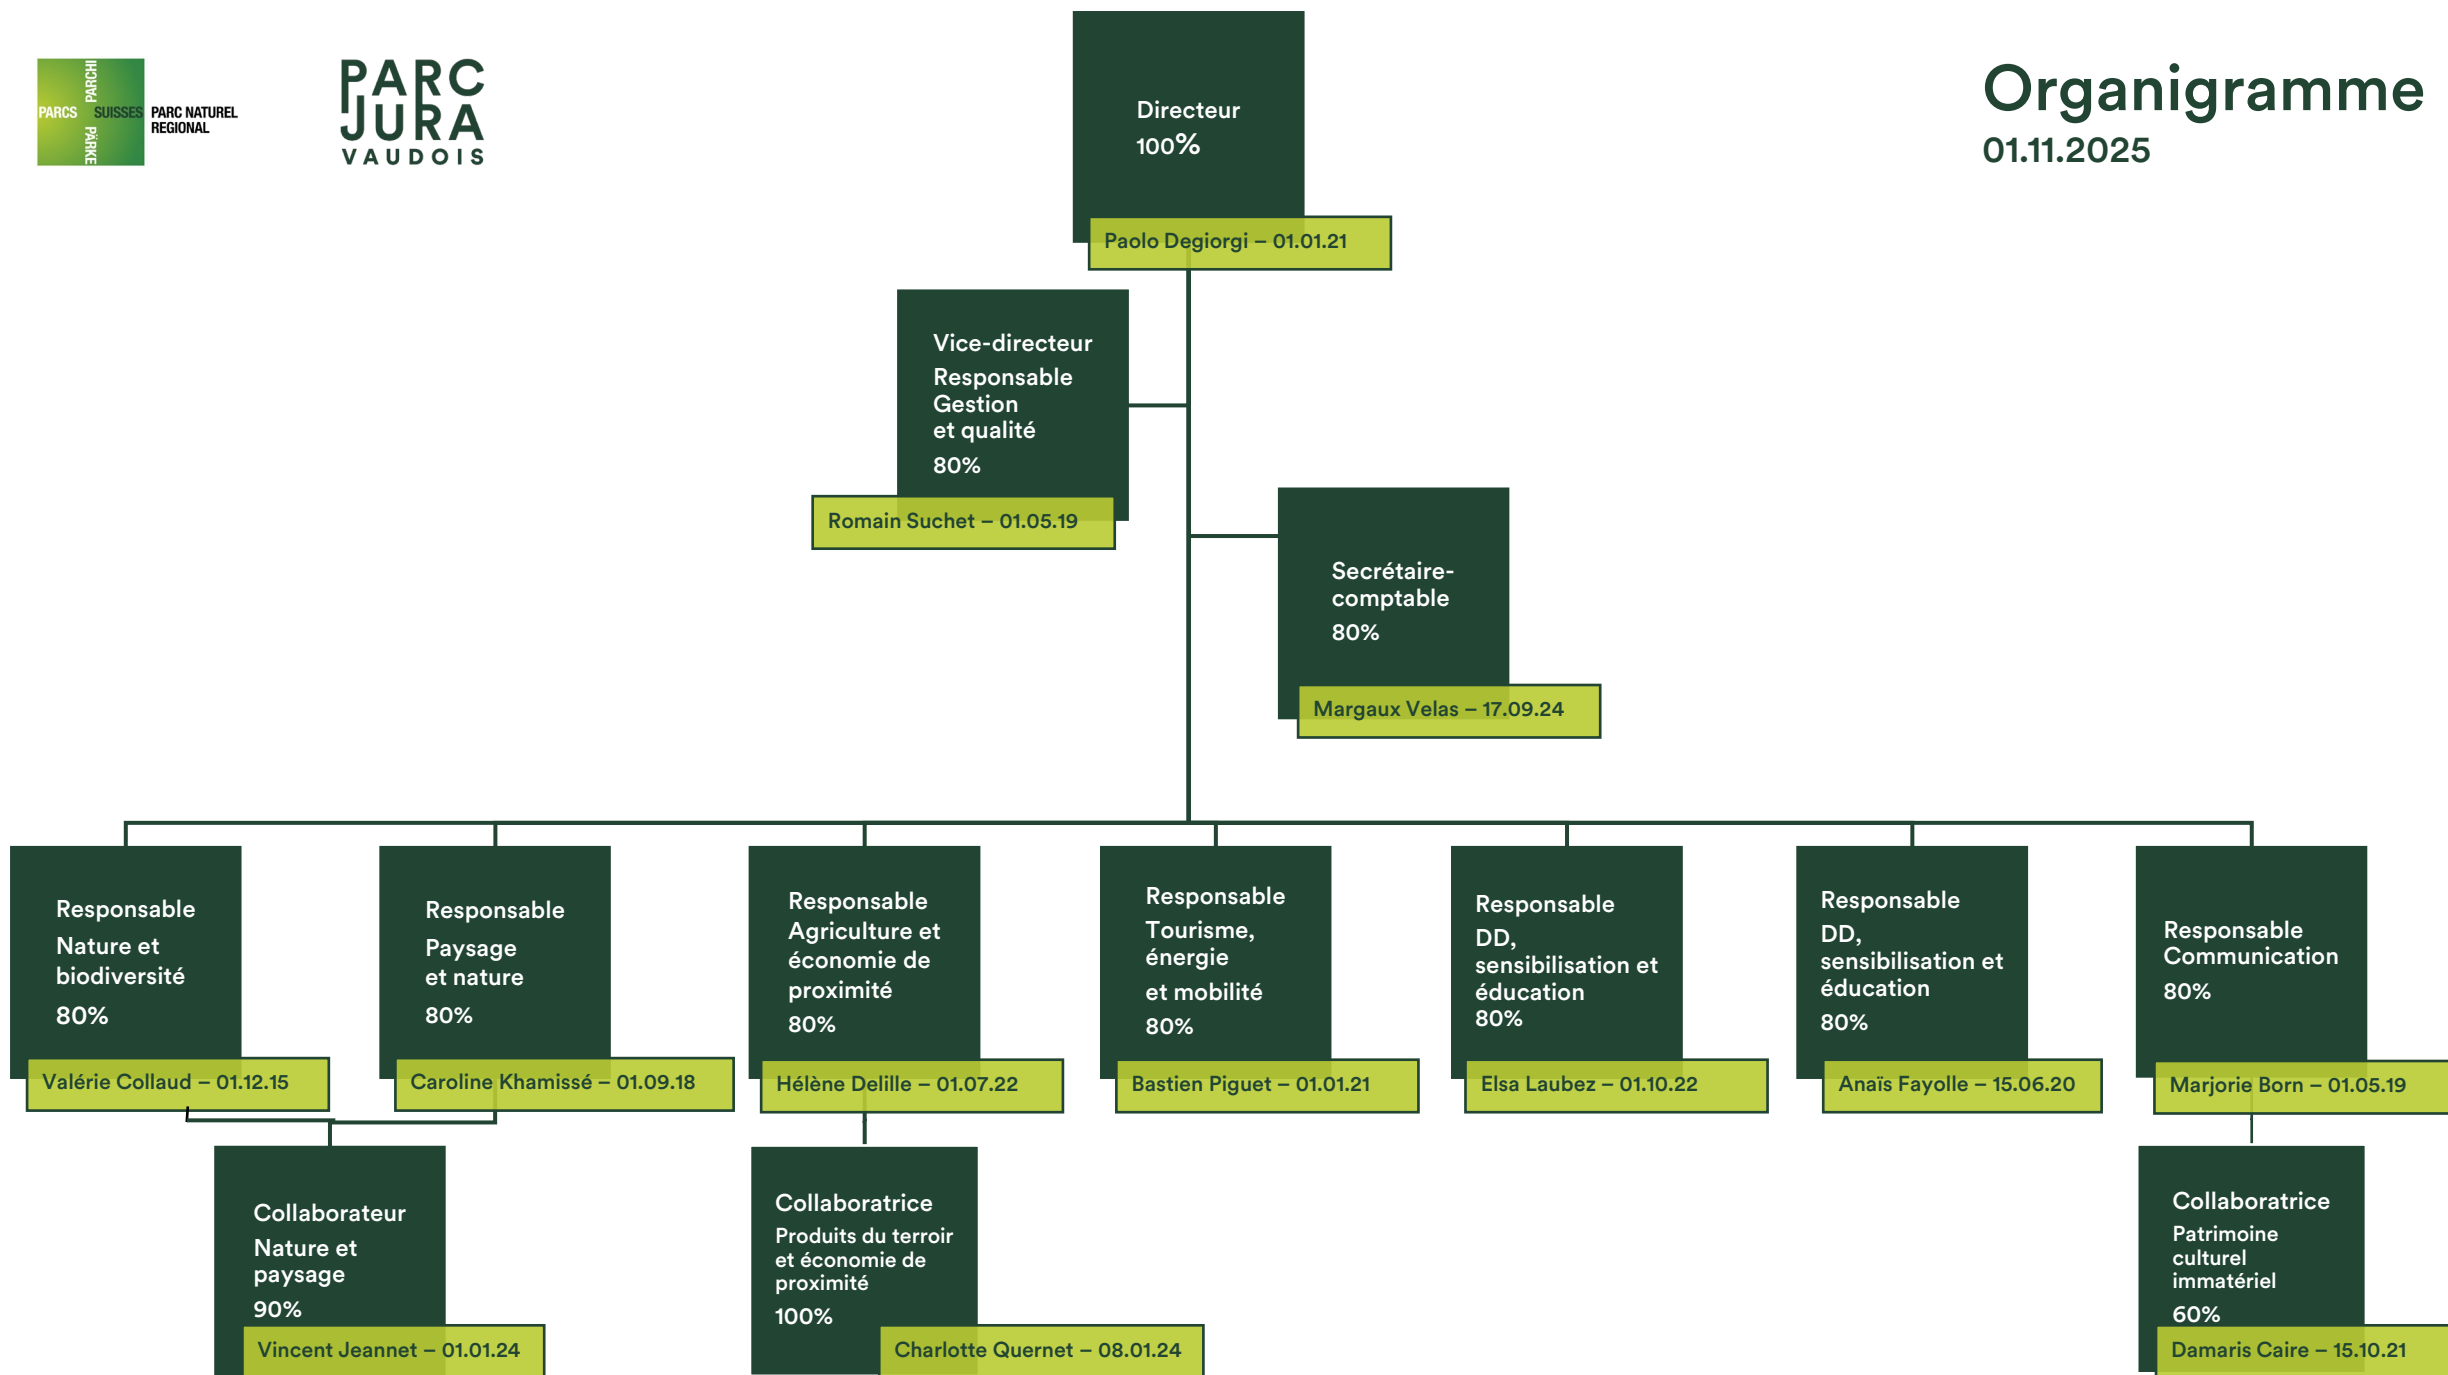 PARCS
PARCHI
SUISSES
PÄRKE
PARC NATUREL
REGIONAL
PARC
JURA
VAUDOIS
Organigramme
01.11.2025
Directeur
100%
Paolo Degiorgi – 01.01.21
Vice-directeur
Responsable
Gestion
et qualité
80%
Romain Suchet – 01.05.19
Secrétaire-
comptable
80%
Margaux Velas – 17.09.24
Responsable
Nature et
biodiversité
80%
Valérie Collaud – 01.12.15
Responsable
Paysage
et nature
80%
Caroline Khamissé – 01.09.18
Responsable
Agriculture et
économie de
proximité
80%
Hélène Delille – 01.07.22
Responsable
Tourisme,
énergie
et mobilité
80%
Bastien Piguet – 01.01.21
Responsable
DD,
sensibilisation et
éducation
80%
Elsa Laubez – 01.10.22
Responsable
DD,
sensibilisation et
éducation
80%
Anaïs Fayolle – 15.06.20
Responsable
Communication
80%
Marjorie Born – 01.05.19
Collaborateur
Nature et
paysage
90%
Vincent Jeannet – 01.01.24
Collaboratrice
Produits du terroir
et économie de
proximité
100%
Charlotte Quernet – 08.01.24
Collaboratrice
Patrimoine
culturel
immatériel
60%
Damaris Caire – 15.10.21